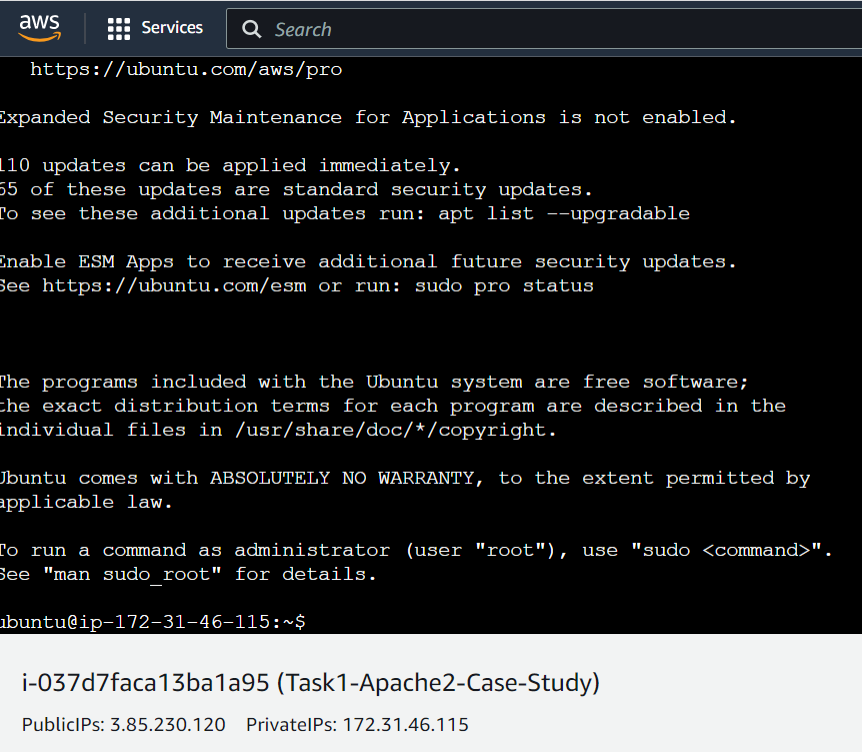 aws
Services
Search
https://ubuntu.com/aws/pro
Expanded Security Maintenance for Applications is not enabled.
110 updates can be applied immediately.
65 of these updates are standard security updates.
To see these additional updates run: apt list --upgradable
Enable ESM Apps to receive additional future security updates.
See https://ubuntu.com/esm or run: sudo pro status
The programs included with the Ubuntu system are free software;
the exact distribution terms for each program are described in the
individual files in /usr/share/doc/*/copyright.
Ubuntu comes with ABSOLUTELY NO WARRANTY, to the extent permitted by
applicable law.
To run a command as administrator (user "root"), use "sudo <command>".
See "man sudo_root" for details.
ubuntu@ip-172-31-46-115:~$
i-037d7faca13ba1a95 (Task1-Apache2-Case-Study)
PublicIPs: 3.85.230.120 PrivateIPs: 172.31.46.115